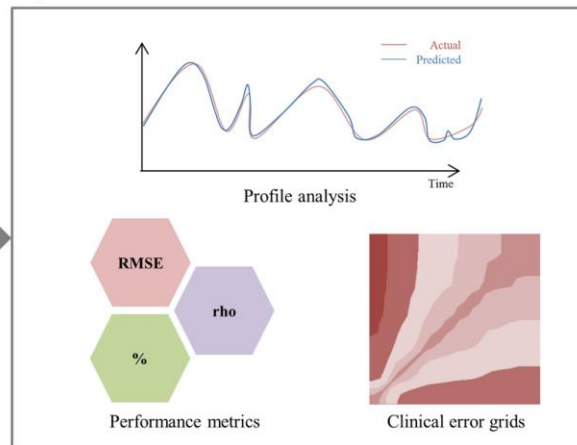 Actual
Predicted
Time
Profile analysis
RMSE
rho
%
Performance metrics
Clinical error grids